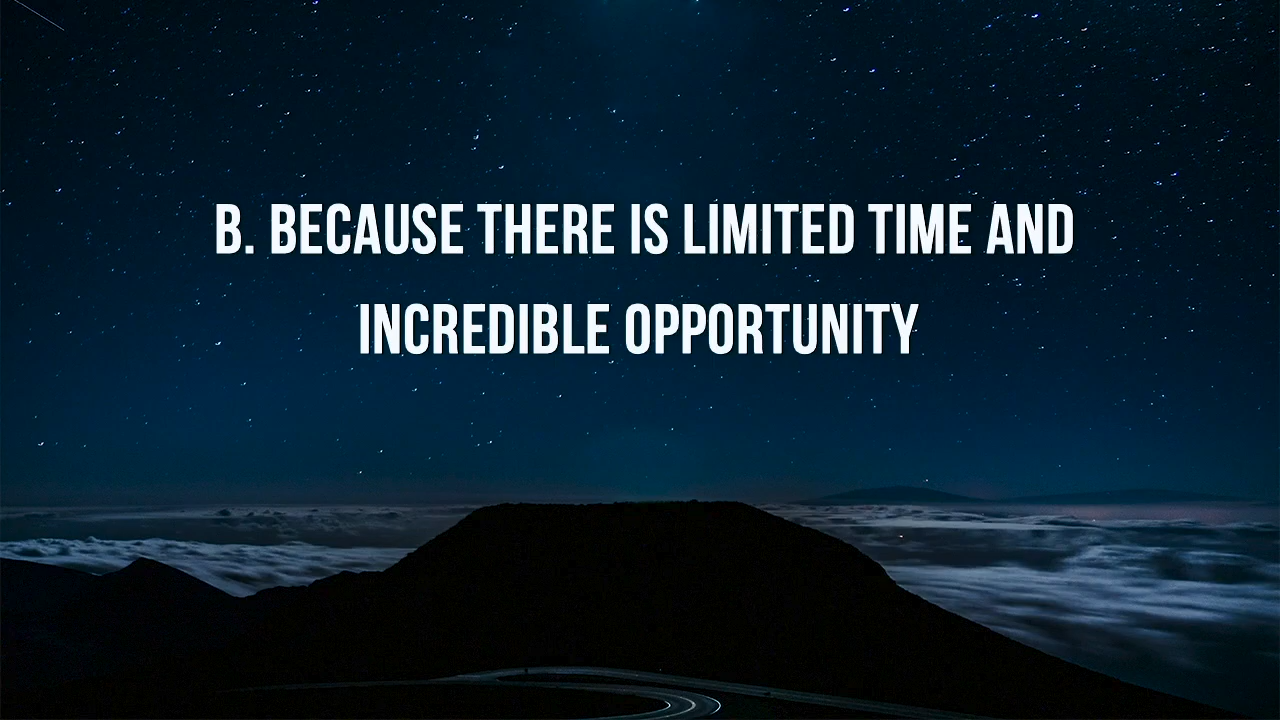 B. BECAUSE THERE IS LIMITED TIME AND
INCREDIBLE OPPORTUNITY